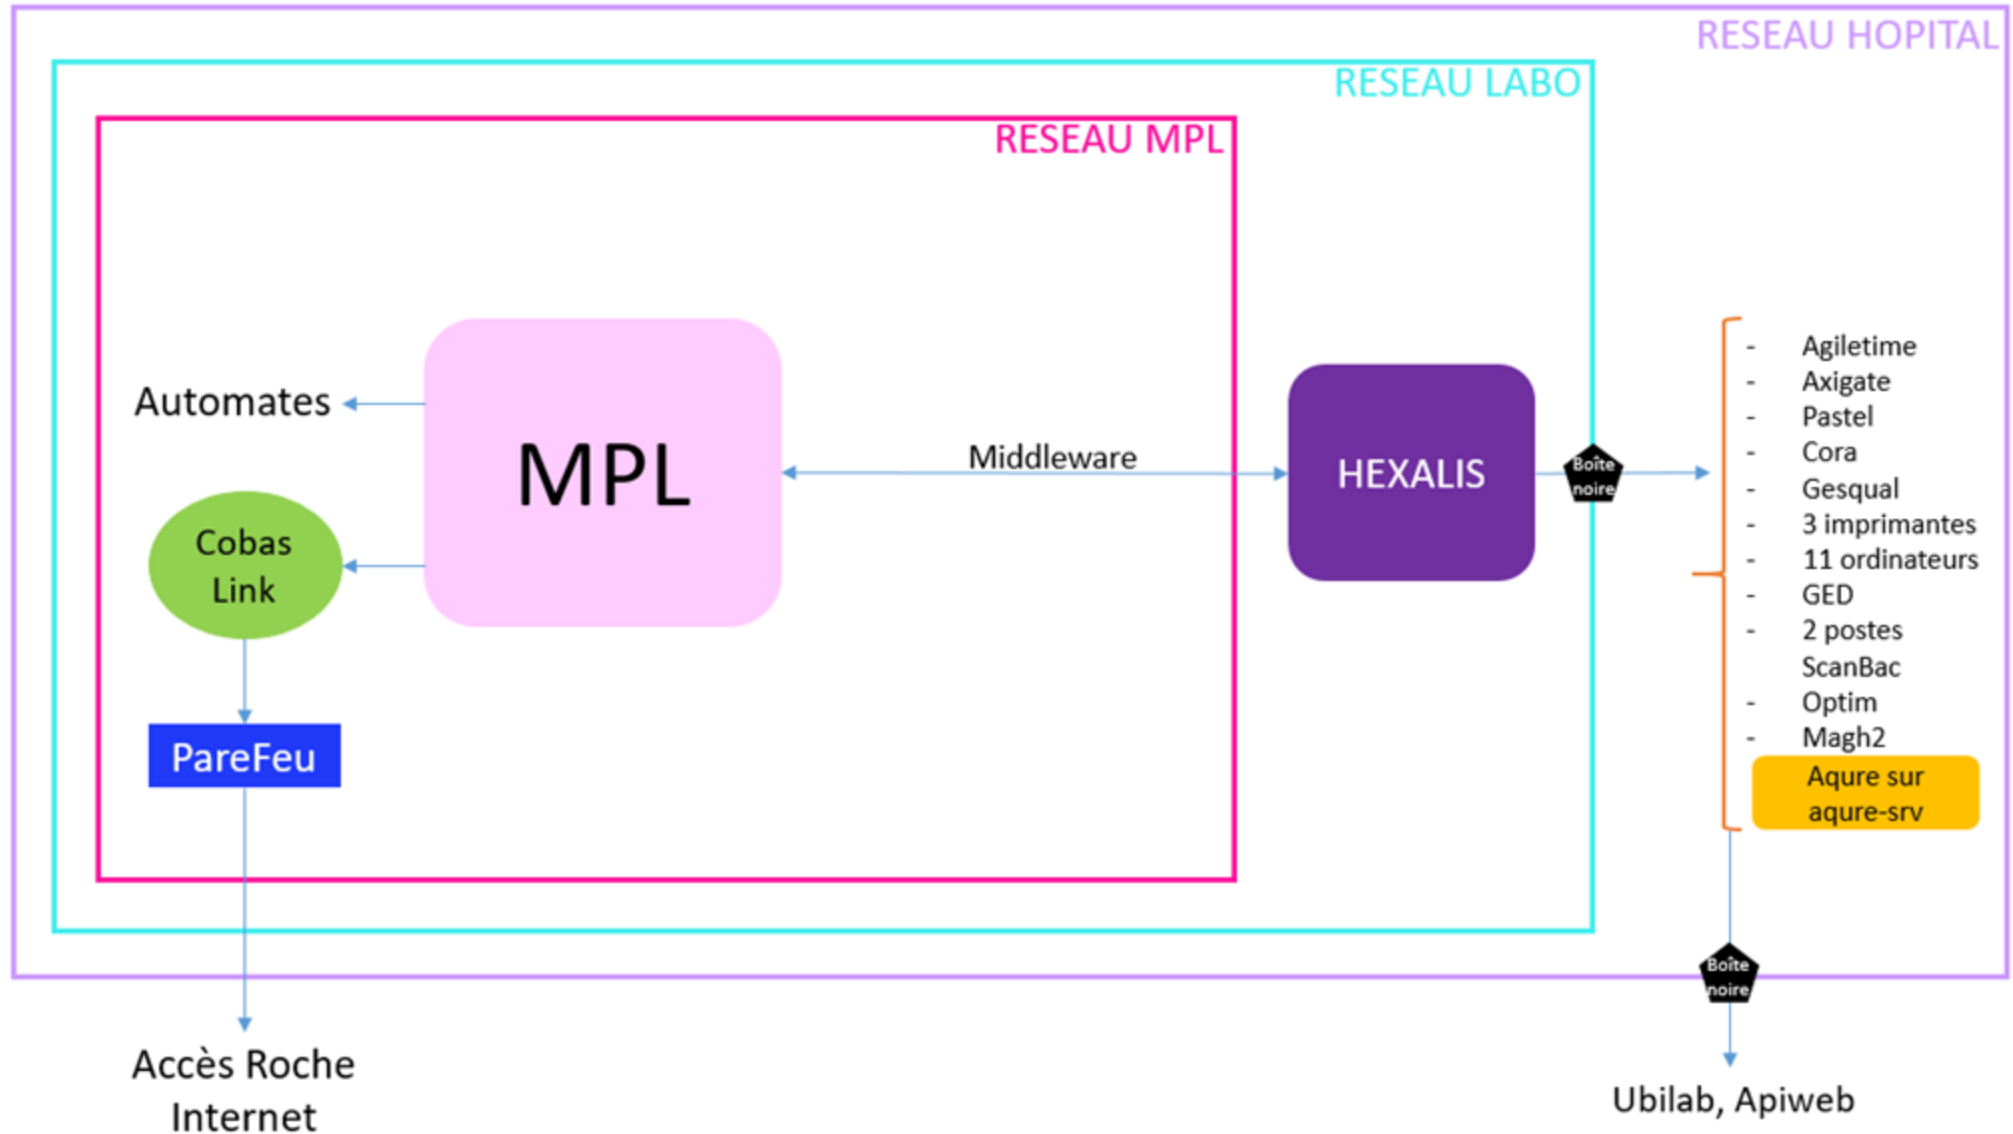 RESEAU HOPITAL
RESEAU LABO
RESEAU MPL
Automates
MPL
Middleware
HEXALIS
Boîte
noire
Cobas
Link
PareFeu
- Agiletime
- Axigate
- Pastel
- Cora
- Gesqual
- 3 imprimantes
- 11 ordinateurs
- GED
- 2 postes
ScanBac
- Optim
- Magh2
Aqure sur
aqure-srv
Boîte
noire
Accès Roche
Internet
Ubilab, Apiweb